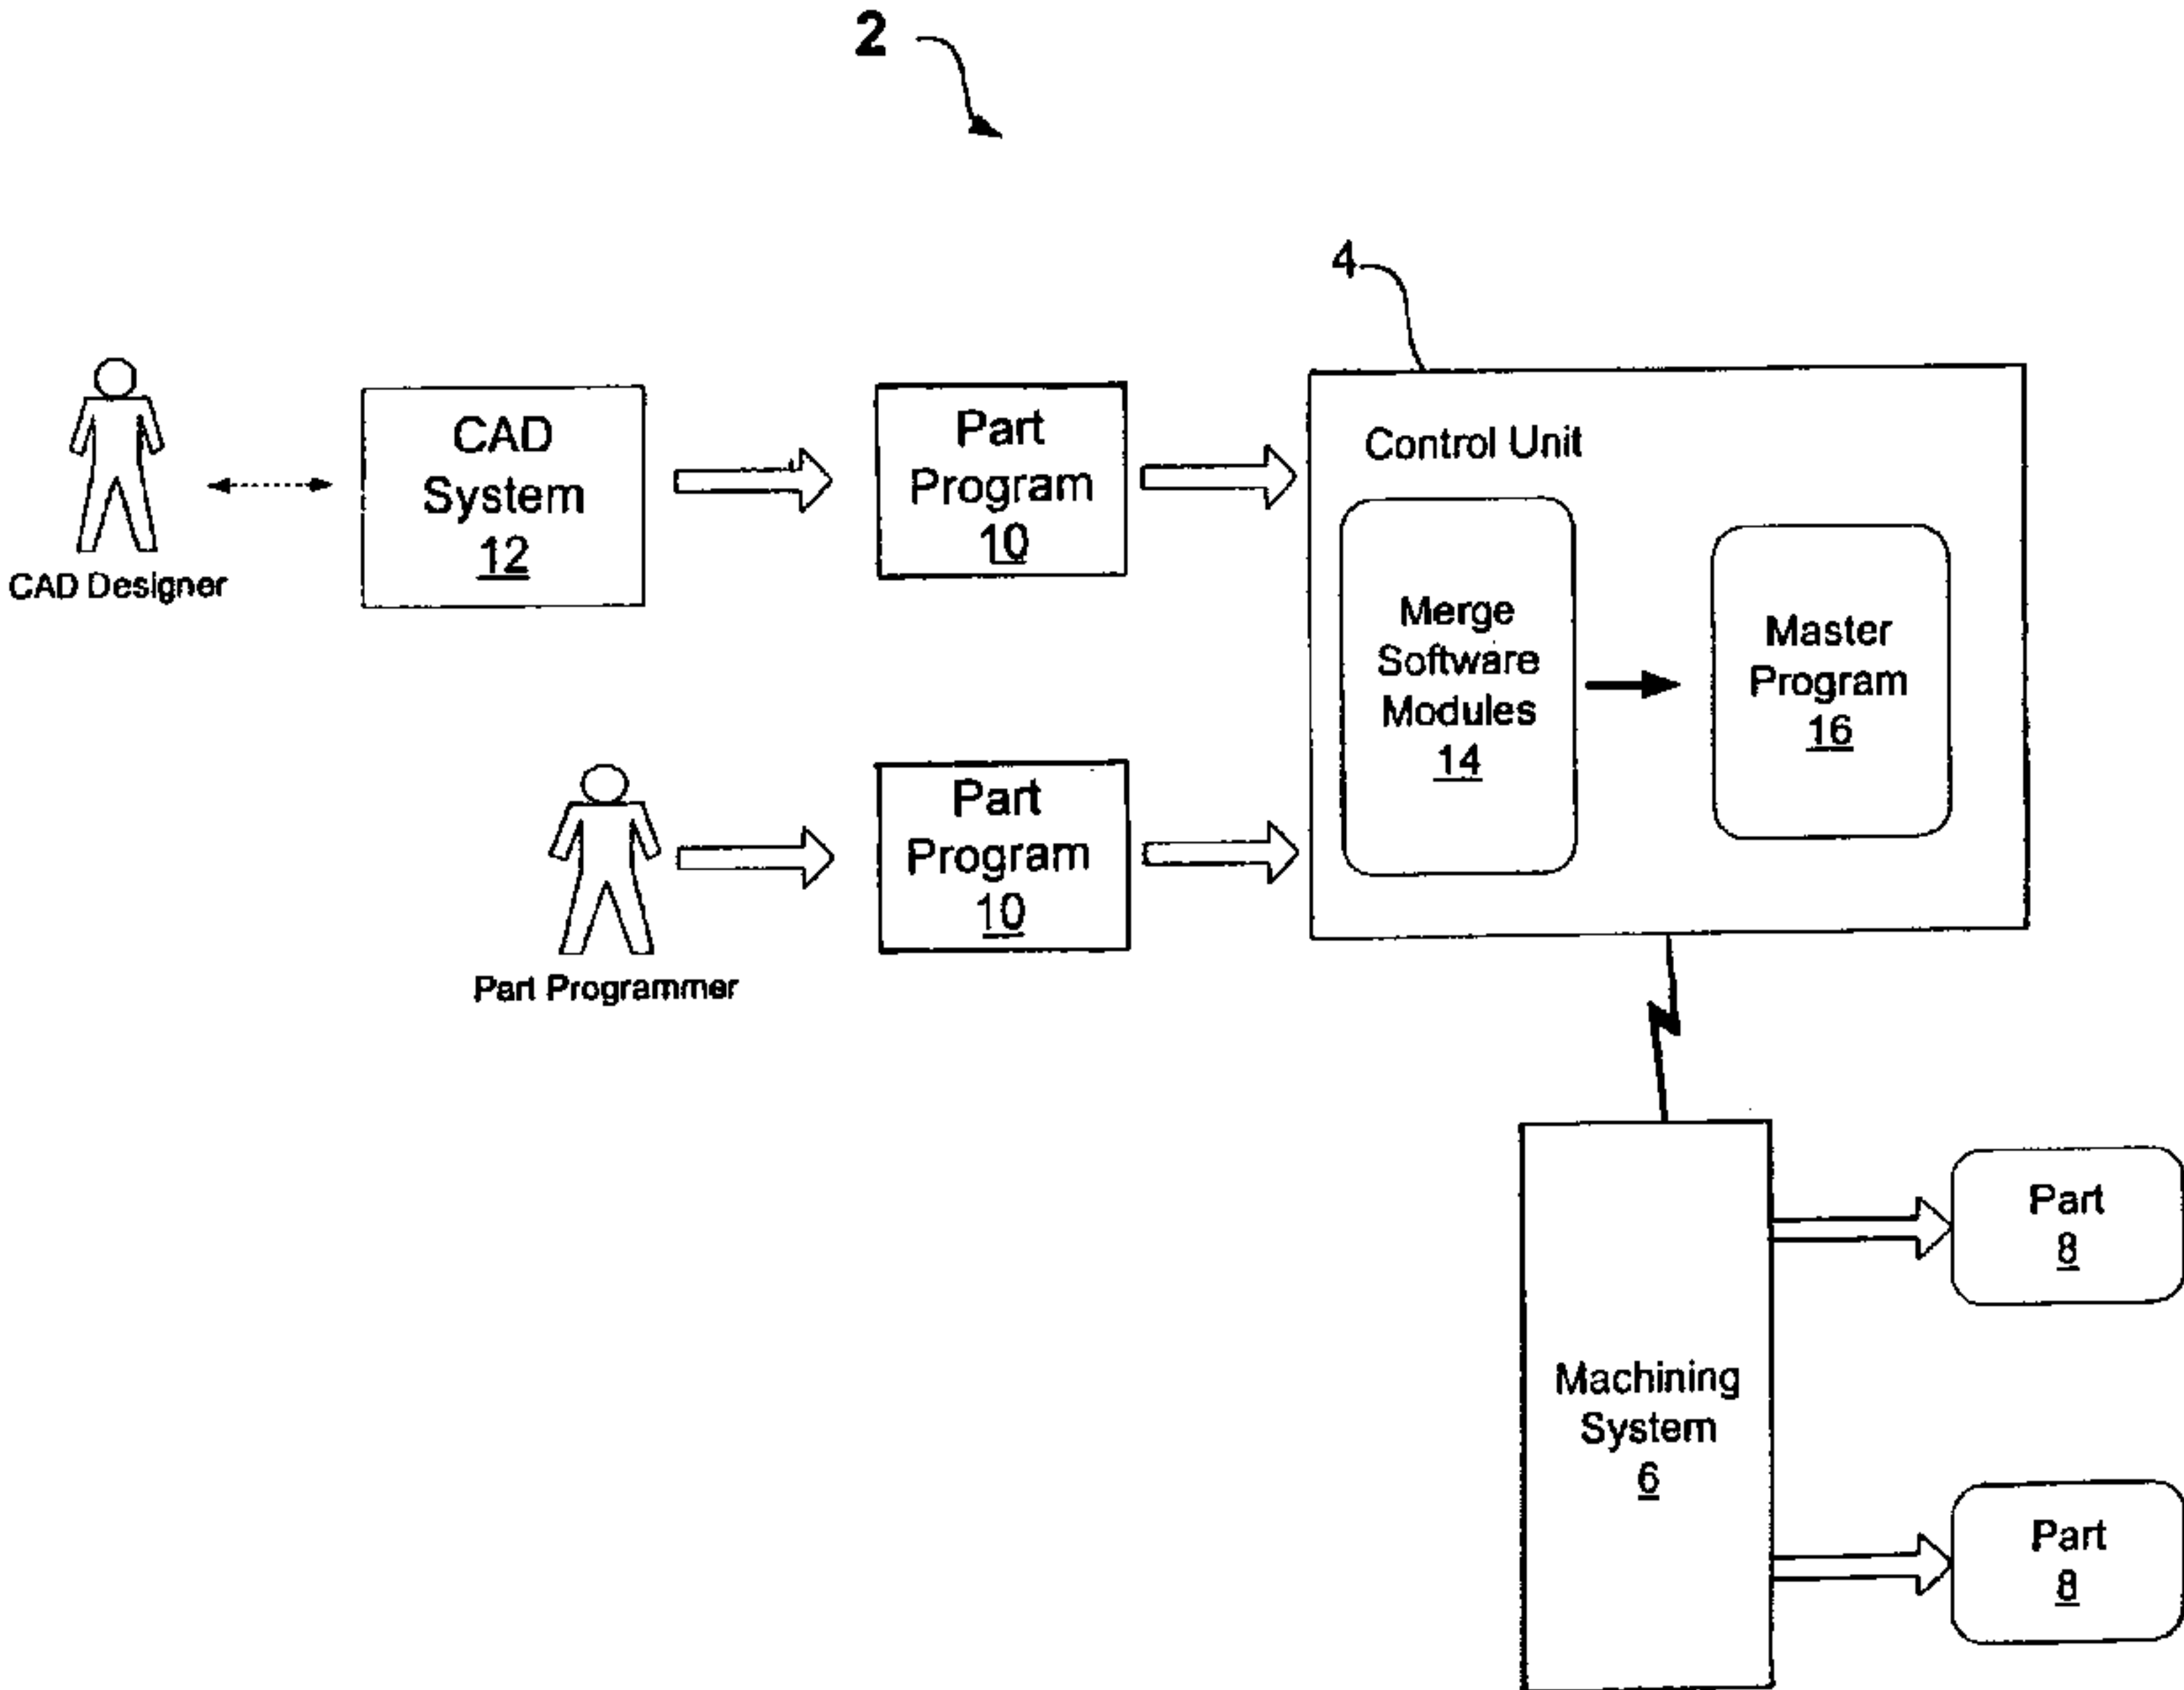 2
4
CAD
System
12
CAD Designer
Part
Program
10
Control Unit
Merge
Software
Modules
14
Master
Program
16
Part
Program
10
Part Programmer
Machining
System
6
Part
8
Part
8